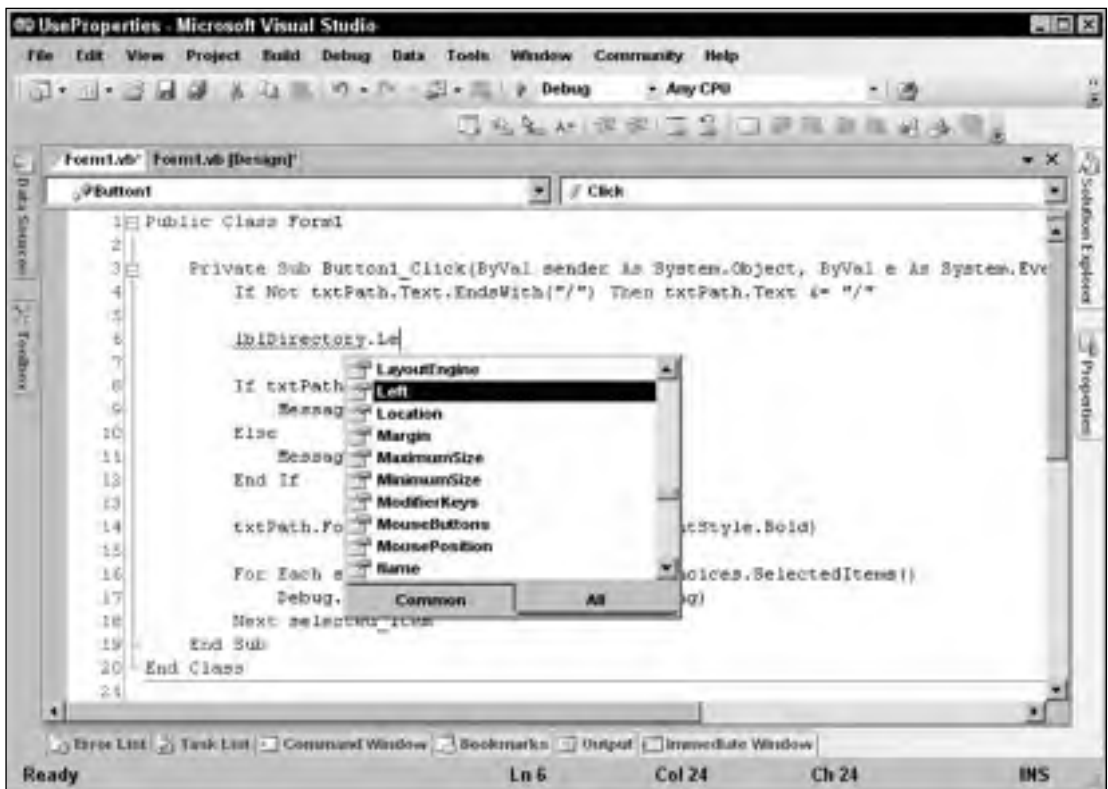 UseProperties - Microsoft Visual Studio
File Edit View Project Build Debug Data Tools Window Community Help
Debug Any CPU
Data Sources
Toolbox
Form1.vb* Form1.vb [Design]*
Button1 Click
1 Public Class Form1
2
3 Private Sub Button1_Click(ByVal sender As System.Object, ByVal e As System.Eve
4 If Not txtPath.Text.EndsWith("/") Then txtPath.Text &= "/"
5
6 lblDirectory.Le
7
8 If txtPath
9 Messag
10 Else
11 Messag
12 End If
13
14 txtPath.Fo ntStyle.Bold)
15
16 For Each s hoices.SelectedItems()
17 Debug. ng)
18 Next selected_item
19 End Sub
20 End Class
21
LayoutEngine
Left
Location
Margin
MaximumSize
MinimumSize
ModifierKeys
MouseButtons
MousePosition
Name
Common All
Solution Explorer
Properties
Error List Task List Command Window Bookmarks Output Immediate Window
Ready Ln 6 Col 24 Ch 24 INS